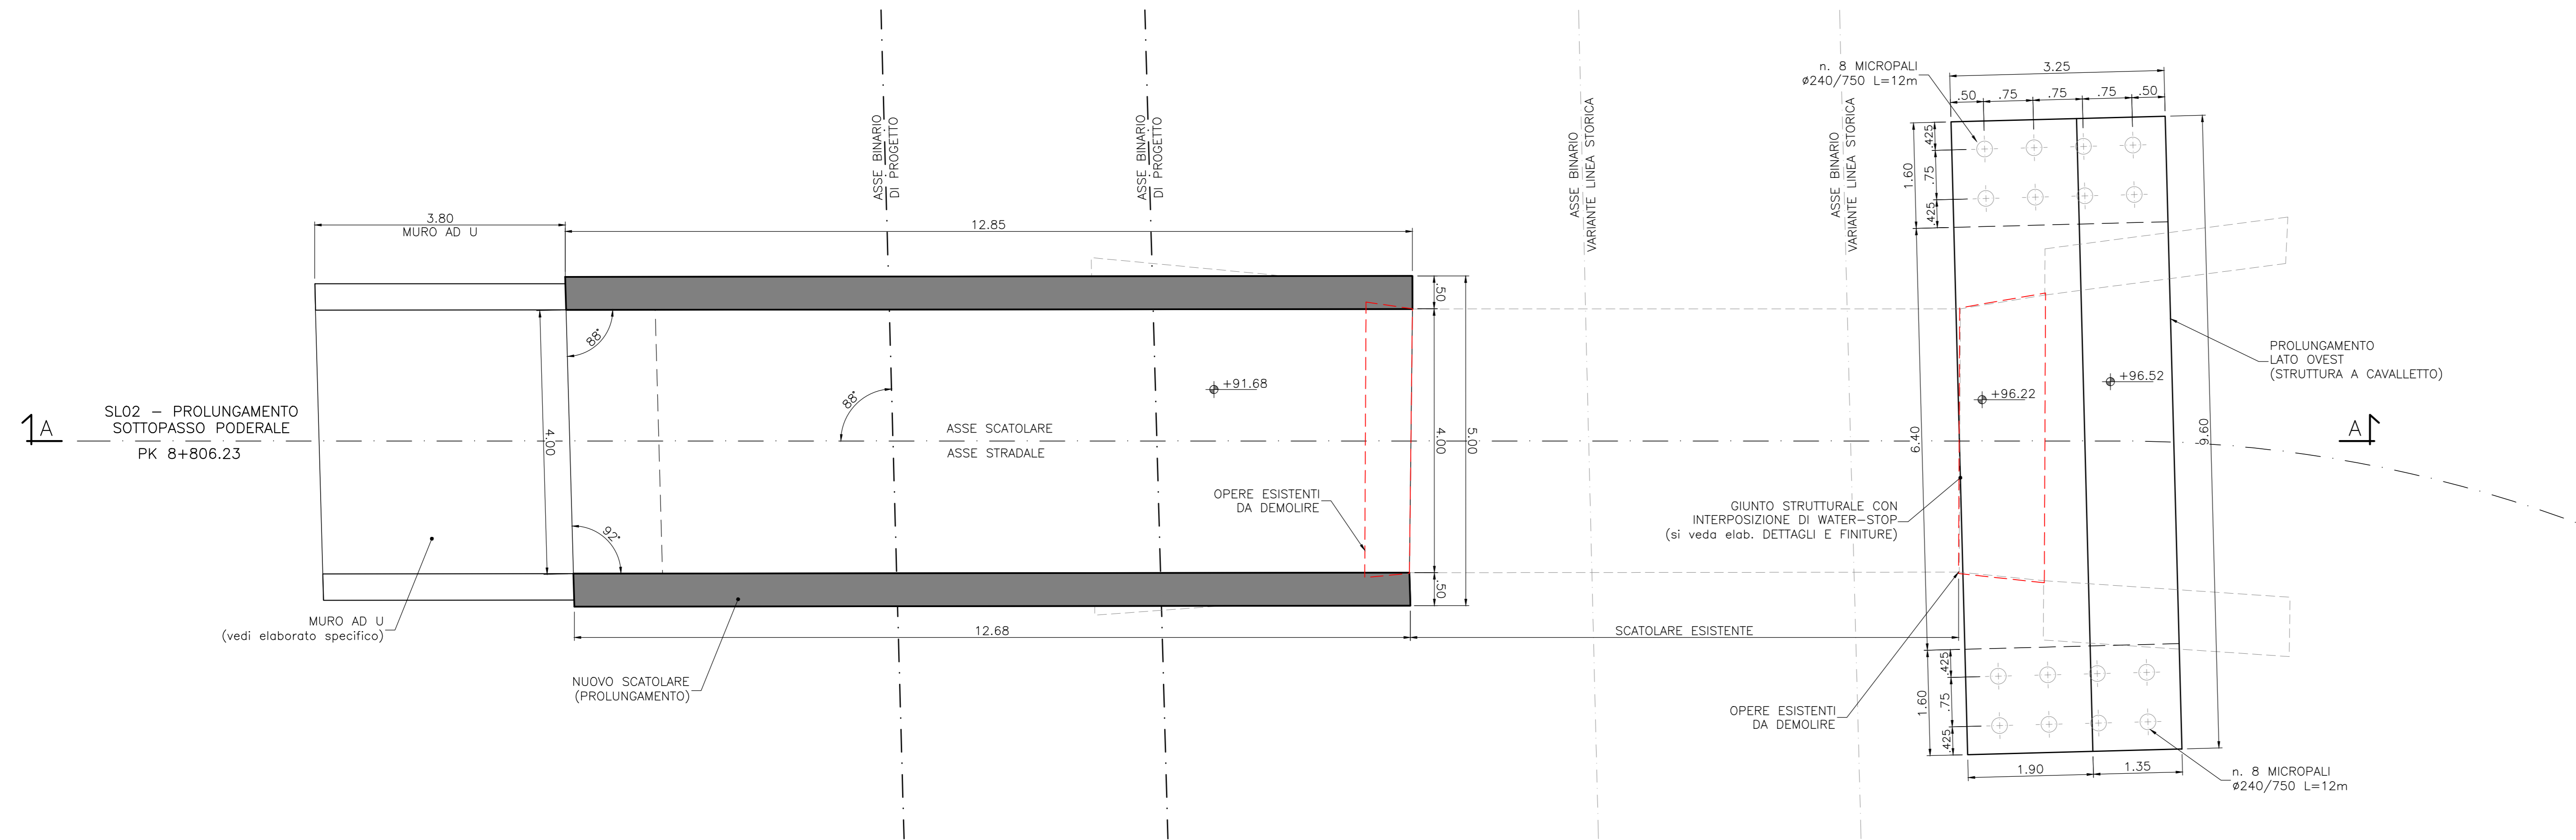 A
SL02 – PROLUNGAMENTO
SOTTOPASSO PODERALE
PK 8+806.23
3.80
MURO AD U
12.85
ASSE BINARIO
DI PROGETTO
ASSE BINARIO
DI PROGETTO
ASSE BINARIO
VARIANTE LINEA STORICA
ASSE BINARIO
VARIANTE LINEA STORICA
88°
88°
92°
4.00
+91.68
ASSE SCATOLARE
ASSE STRADALE
OPERE ESISTENTI
DA DEMOLIRE
.50
4.00
5.00
.50
MURO AD U
(vedi elaborato specifico)
12.68
NUOVO SCATOLARE
(PROLUNGAMENTO)
SCATOLARE ESISTENTE
n. 8 MICROPALI
ø240/750 L=12m
3.25
.50
.75
.75
.75
.50
.425
.75
.425
1.60
6.40
9.60
+96.22
+96.52
PROLUNGAMENTO
LATO OVEST
(STRUTTURA A CAVALLETTO)
A
GIUNTO STRUTTURALE CON
INTERPOSIZIONE DI WATER–STOP
(si veda elab. DETTAGLI E FINITURE)
OPERE ESISTENTI
DA DEMOLIRE
1.60
.425
.75
.425
1.90
1.35
n. 8 MICROPALI
ø240/750 L=12m